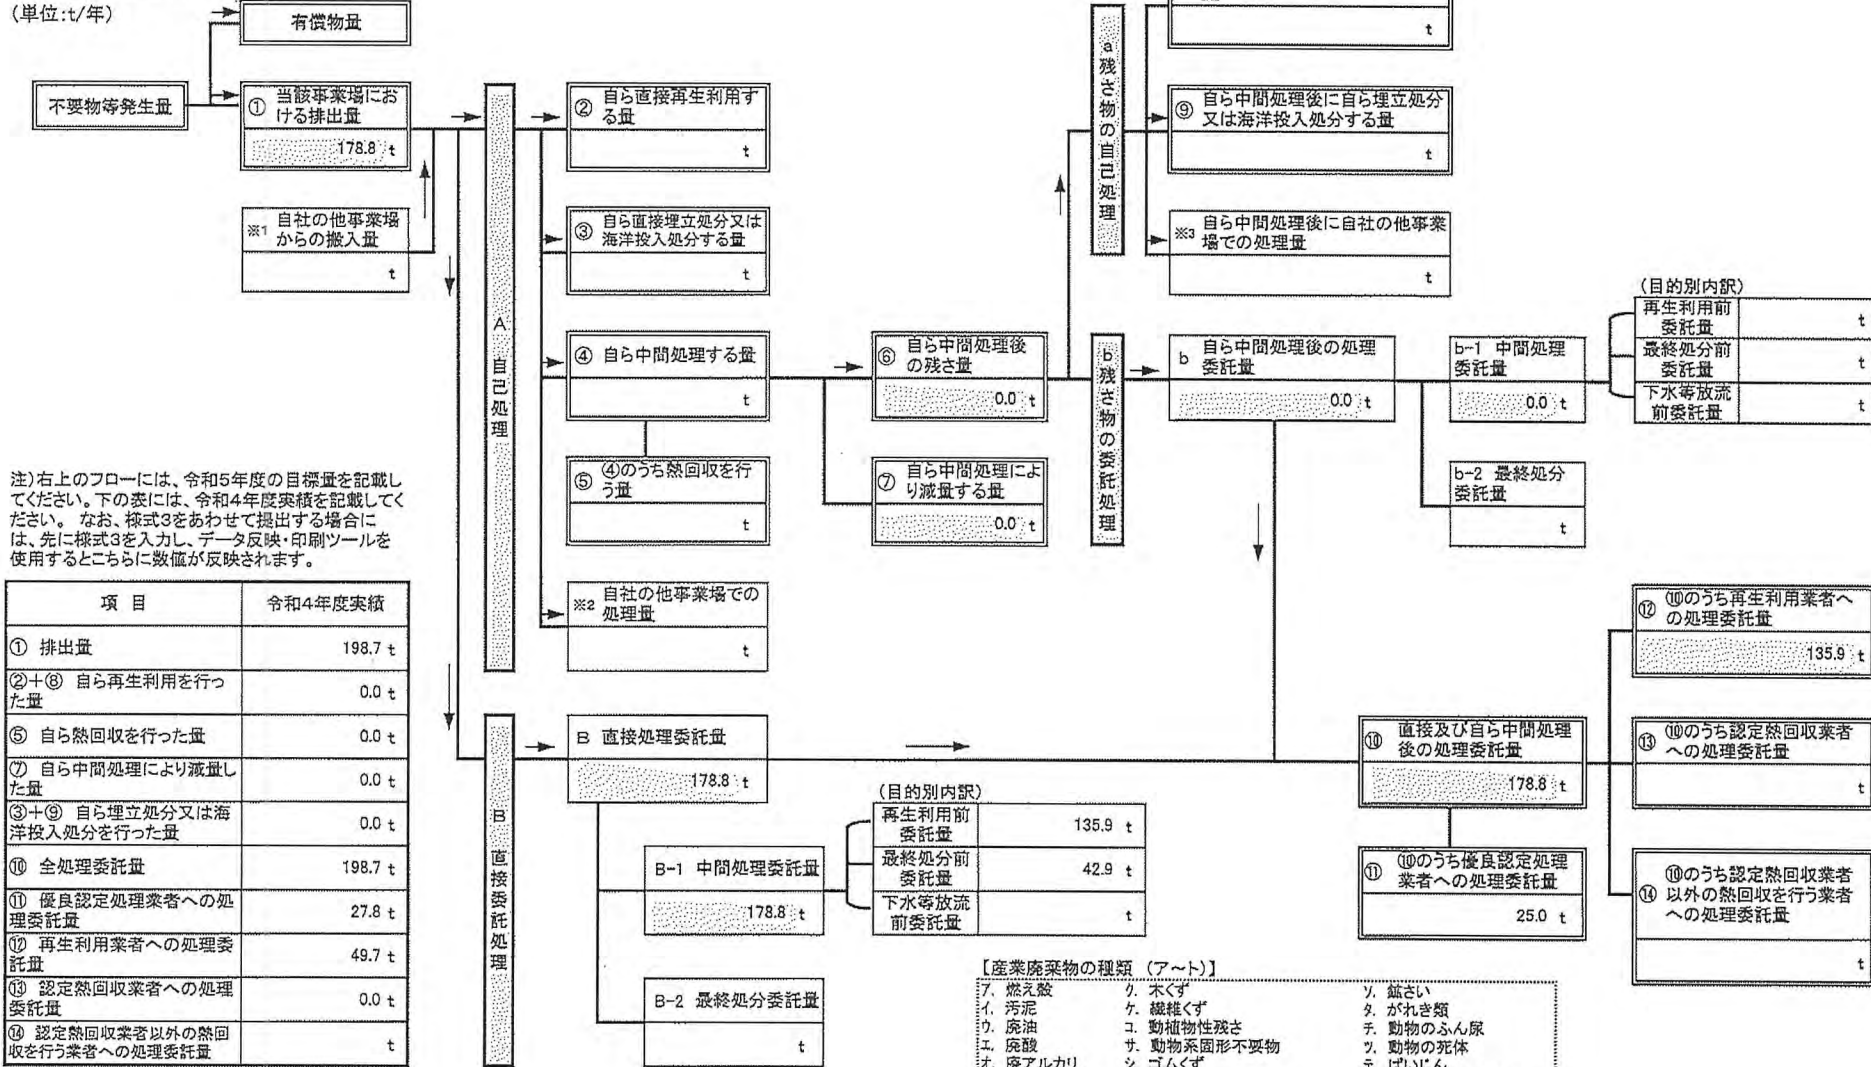 (単位:t/年)
有償物量
不要物等発生量
① 当該事業場にお
ける排出量
178.8 t
※1 自社の他事業場
からの搬入量
t
A 自己処理
② 自ら直接再生利用す
る量
t
③ 自ら直接埋立処分又は
海洋投入処分する量
t
④ 自ら中間処理する量
t
⑤ ④のうち熱回収を行
う量
t
※2 自社の他事業場での
処理量
t
⑥ 自ら中間処理後
の残さ量
0.0 t
⑦ 自ら中間処理によ
り減量する量
0.0 t
a 残さ物の自己処理
t
⑨ 自ら中間処理後に自ら埋立処分
又は海洋投入処分する量
t
※3 自ら中間処理後に自社の他事業
場での処理量
t
b 残さ物の委託処理
b 自ら中間処理後の処理
委託量
0.0 t
b-1 中間処理
委託量
0.0 t
(目的別内訳)
再生利用前
委託量 t
最終処分前
委託量 t
下水等放流
前委託量 t
b-2 最終処分
委託量
t
注)右上のフローには、令和5年度の目標量を記載し
てください。下の表には、令和4年度実績を記載してく
ださい。 なお、様式3をあわせて提出する場合に
は、先に様式3を入力し、データ反映・印刷ツールを
使用するとこちらに数値が反映されます。
項 目 令和4年度実績
① 排出量 198.7 t
②+⑧ 自ら再生利用を行っ
た量 0.0 t
⑤ 自ら熱回収を行った量 0.0 t
⑦ 自ら中間処理により減量し
た量 0.0 t
③+⑨ 自ら埋立処分又は海
洋投入処分を行った量 0.0 t
⑩ 全処理委託量 198.7 t
⑪ 優良認定処理業者への処
理委託量 27.8 t
⑫ 再生利用業者への処理委
託量 49.7 t
⑬ 認定熱回収業者への処理
委託量 0.0 t
⑭ 認定熱回収業者以外の熱回
収を行う業者への処理委託量 t
B 直接委託処理
B 直接処理委託量
178.8 t
B-1 中間処理委託量
178.8 t
(目的別内訳)
再生利用前
委託量 135.9 t
最終処分前
委託量 42.9 t
下水等放流
前委託量 t
B-2 最終処分委託量
t
⑩ 直接及び自ら中間処理
後の処理委託量
178.8 t
⑪ ⑩のうち優良認定処理
業者への処理委託量
25.0 t
⑫ ⑩のうち再生利用業者へ
の処理委託量
135.9 t
⑬ ⑩のうち認定熱回収業者
への処理委託量
t
⑭ ⑩のうち認定熱回収業者
以外の熱回収を行う業者
への処理委託量
t
【産業廃棄物の種類 (ア~ト)】
ア. 燃え殻 ク. 木くず ソ. 鉱さい
イ. 汚泥 ケ. 繊維くず タ. がれき類
ウ. 廃油 コ. 動植物性残さ チ. 動物のふん尿
エ. 廃酸 サ. 動物系固形不要物 ツ. 動物の死体
オ. 廃アルカリ シ. ゴムくず テ. ばいじん